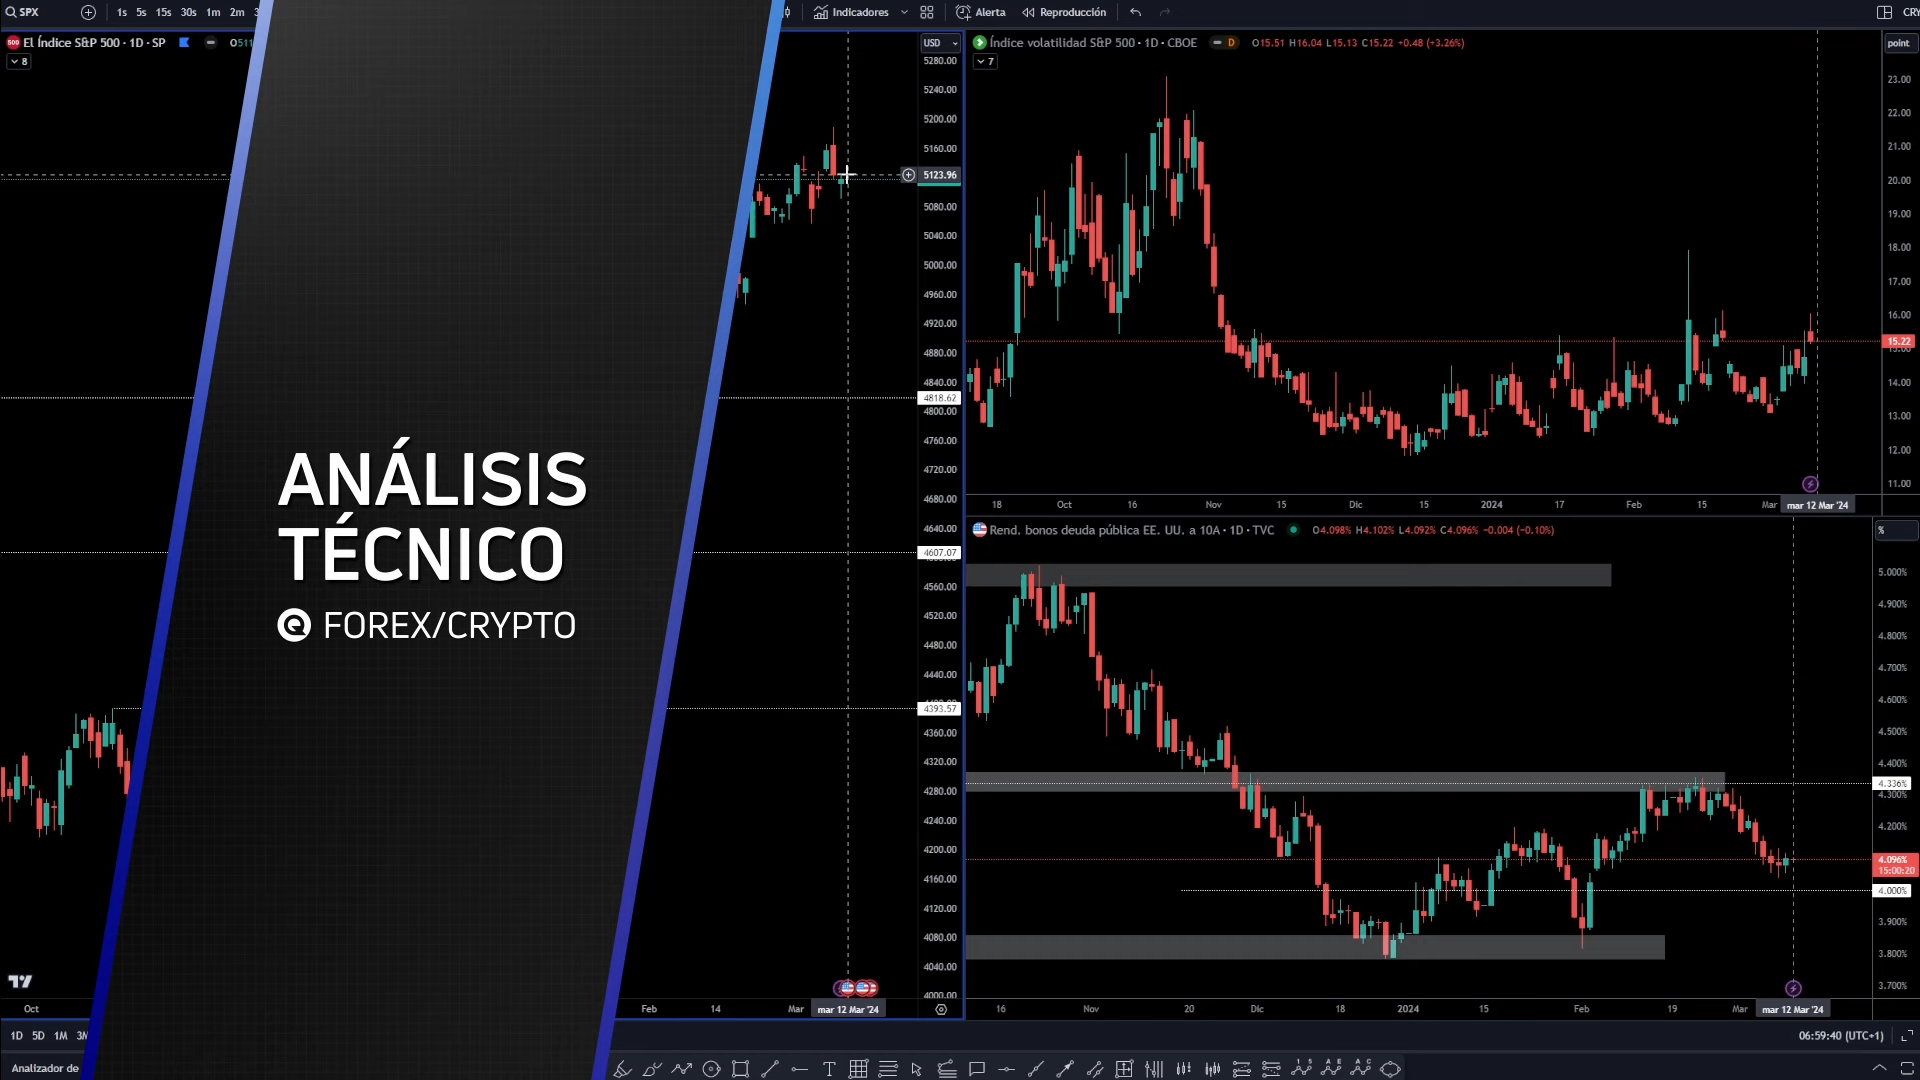 SPX
1s 5s 15s 30s 1m 2m
Indicadores
Alerta
Reproducción
El Índice S&P 500 · 1D · SP
8
USD
5280.00
5240.00
5200.00
5160.00
5123.96
5080.00
5040.00
5000.00
4960.00
4920.00
4880.00
4840.00
4818.62
4800.00
4760.00
4720.00
4680.00
4640.00
4607.07
4560.00
4520.00
4480.00
4440.00
4393.57
4360.00
4320.00
4280.00
4240.00
4200.00
4160.00
4120.00
4080.00
4040.00
4000.00
Oct
Feb 14 Mar mar 12 Mar '24
ANÁLISIS
TÉCNICO
FOREX/CRYPTO
Índice volatilidad S&P 500 · 1D · CBOE
D
O15.51 H16.04 L15.13 C15.22 +0.48 (+3.26%)
7
point
23.00
22.00
21.00
20.00
19.00
18.00
17.00
16.00
15.22
15.00
14.00
13.00
12.00
11.00
18 Oct 16 Nov 15 Dic 15 2024 17 Feb 15 Mar mar 12 Mar '24
Rend. bonos deuda pública EE. UU. a 10A · 1D · TVC
O4.098% H4.102% L4.092% C4.096% -0.004 (-0.10%)
%
5.000%
4.900%
4.800%
4.700%
4.600%
4.500%
4.400%
4.336%
4.300%
4.200%
4.096%
15:00:20
4.000%
3.900%
3.800%
3.700%
16 Nov 20 Dic 18 2024 15 Feb 19 Mar mar 12 Mar '24
1D 5D 1M
06:59:40 (UTC+1)
Analizador de